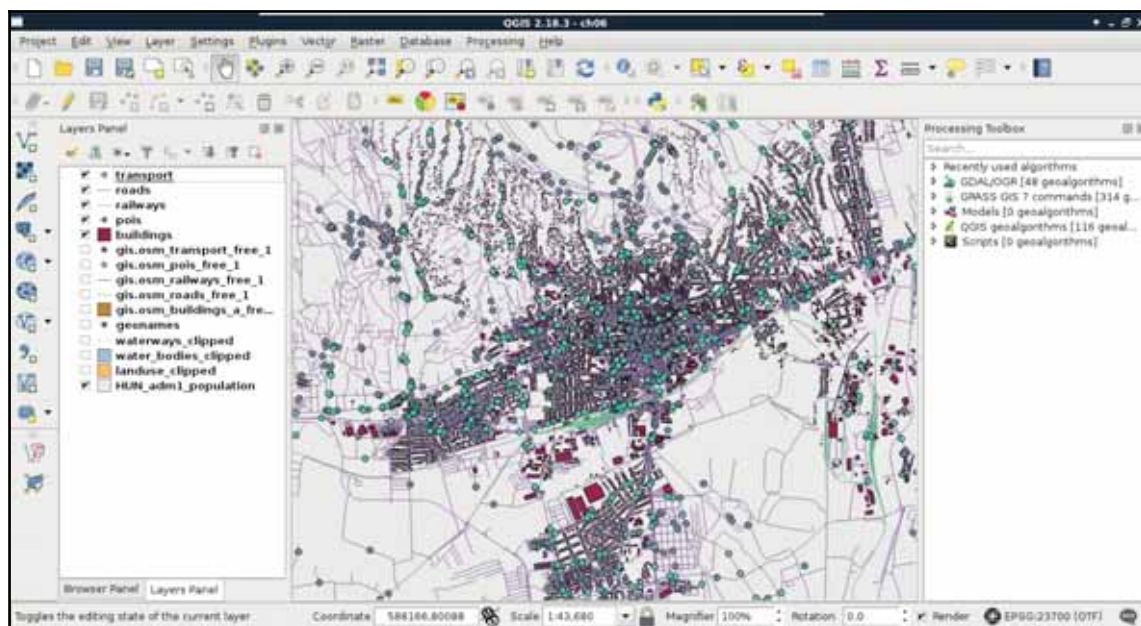 QGIS 2.18.3 - ch06
Project Edit View Layer Settings Plugins Vector Raster Database Processing Help
Layers Panel
transport
roads
railways
pois
buildings
gis.osm_transport_free_1
gis.osm_pois_free_1
gis.osm_railways_free_1
gis.osm_roads_free_1
gis.osm_buildings_a_fre...
geonames
waterways_clipped
water_bodies_clipped
landuse_clipped
HUN_adm1_population
Browser Panel Layers Panel
Processing Toolbox
Search...
Recently used algorithms
GDAL/OGR [48 geoalgorithms]
GRASS GIS 7 commands [314 g...
Models [0 geoalgorithms]
QGIS geoalgorithms [116 geoal...
Scripts [0 geoalgorithms]
Toggles the editing state of the current layer Coordinate 586166,80088 Scale 1:43,680 Magnifier 100% Rotation 0.0 Render EPSG:23700 (OTF)